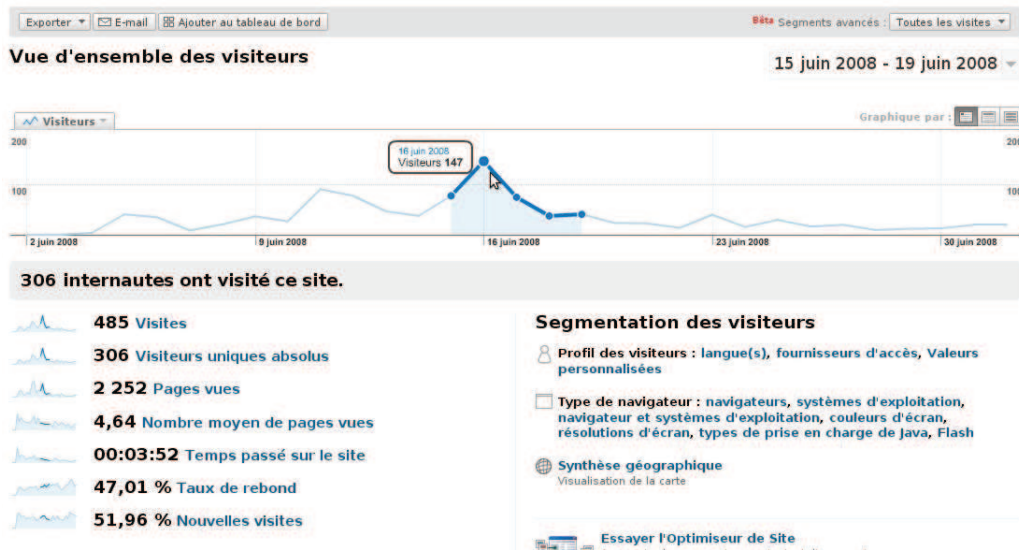 Exporter E-mail Ajouter au tableau de bord
Bêta Segments avancés : Toutes les visites
Vue d'ensemble des visiteurs
15 juin 2008 - 19 juin 2008
Visiteurs
Graphique par :
200
200
16 juin 2008
Visiteurs 147
100
100
2 juin 2008 9 juin 2008 16 juin 2008 23 juin 2008 30 juin 2008
306 internautes ont visité ce site.
485 Visites
306 Visiteurs uniques absolus
2 252 Pages vues
4,64 Nombre moyen de pages vues
00:03:52 Temps passé sur le site
47,01 % Taux de rebond
51,96 % Nouvelles visites
Segmentation des visiteurs
Profil des visiteurs : langue(s), fournisseurs d'accès, Valeurs
personnalisées
Type de navigateur : navigateurs, systèmes d'exploitation,
navigateur et systèmes d'exploitation, couleurs d'écran,
résolutions d'écran, types de prise en charge de Java, Flash
Synthèse géographique
Visualisation de la carte
Essayer l'Optimiseur de Site